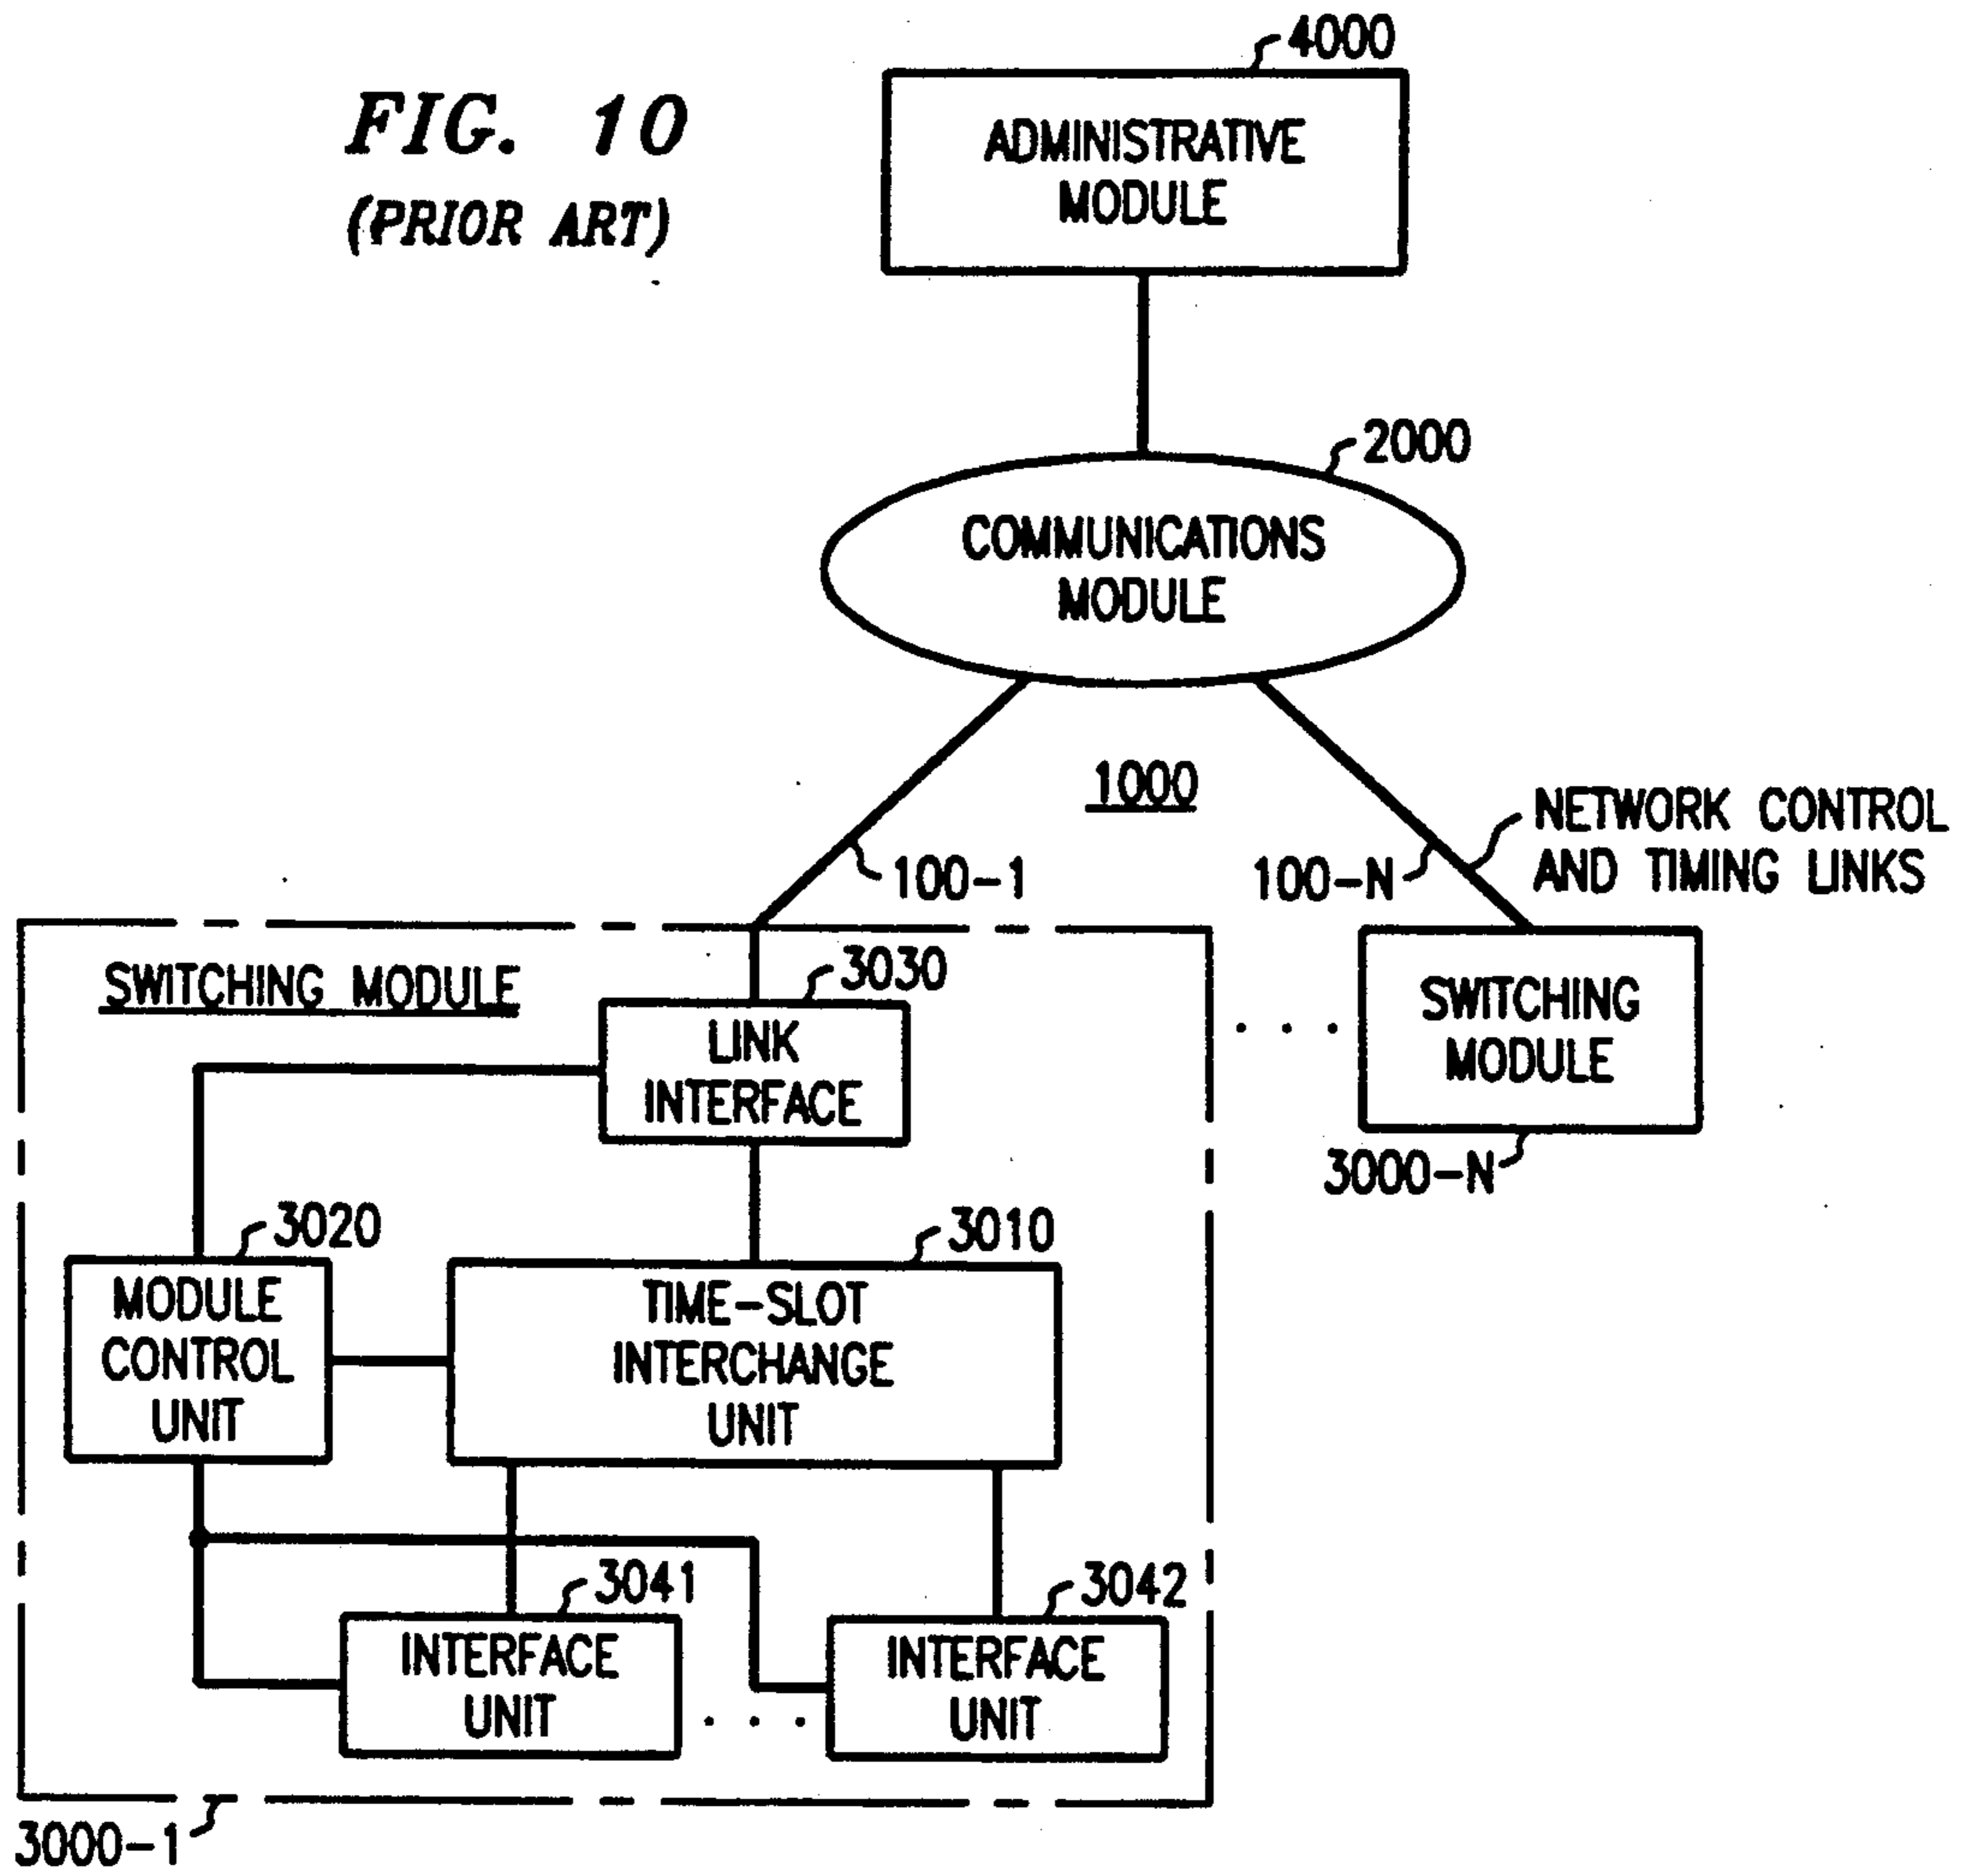 FIG. 10
(PRIOR ART)
4000
ADMINISTRATIVE
MODULE
2000
COMMUNICATIONS
MODULE
1000
100-1
100-N
NETWORK CONTROL
AND TIMING LINKS
SWITCHING MODULE
3030
LINK
INTERFACE
. . .
SWITCHING
MODULE
3000-N
3020
MODULE
CONTROL
UNIT
3010
TIME-SLOT
INTERCHANGE
UNIT
3041
INTERFACE
UNIT
. . .
3042
INTERFACE
UNIT
3000-1